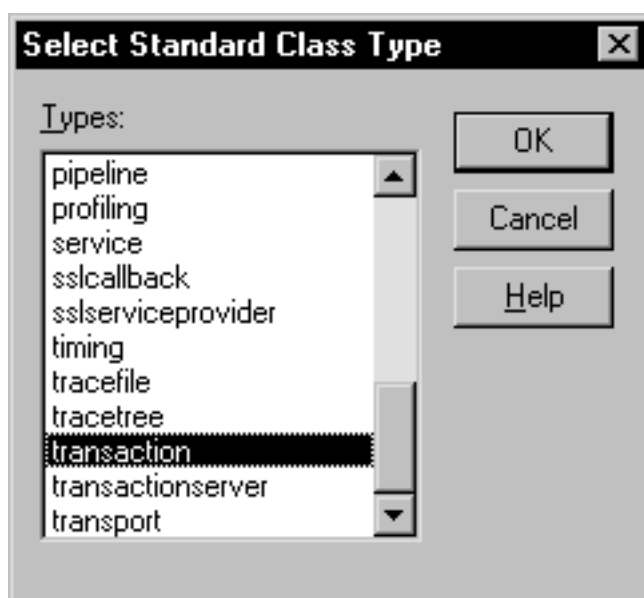 Select Standard Class Type
Types:
pipeline
profiling
service
sslcallback
sslserviceprovider
timing
tracefile
tracetree
transaction
transactionserver
transport
OK
Cancel
Help